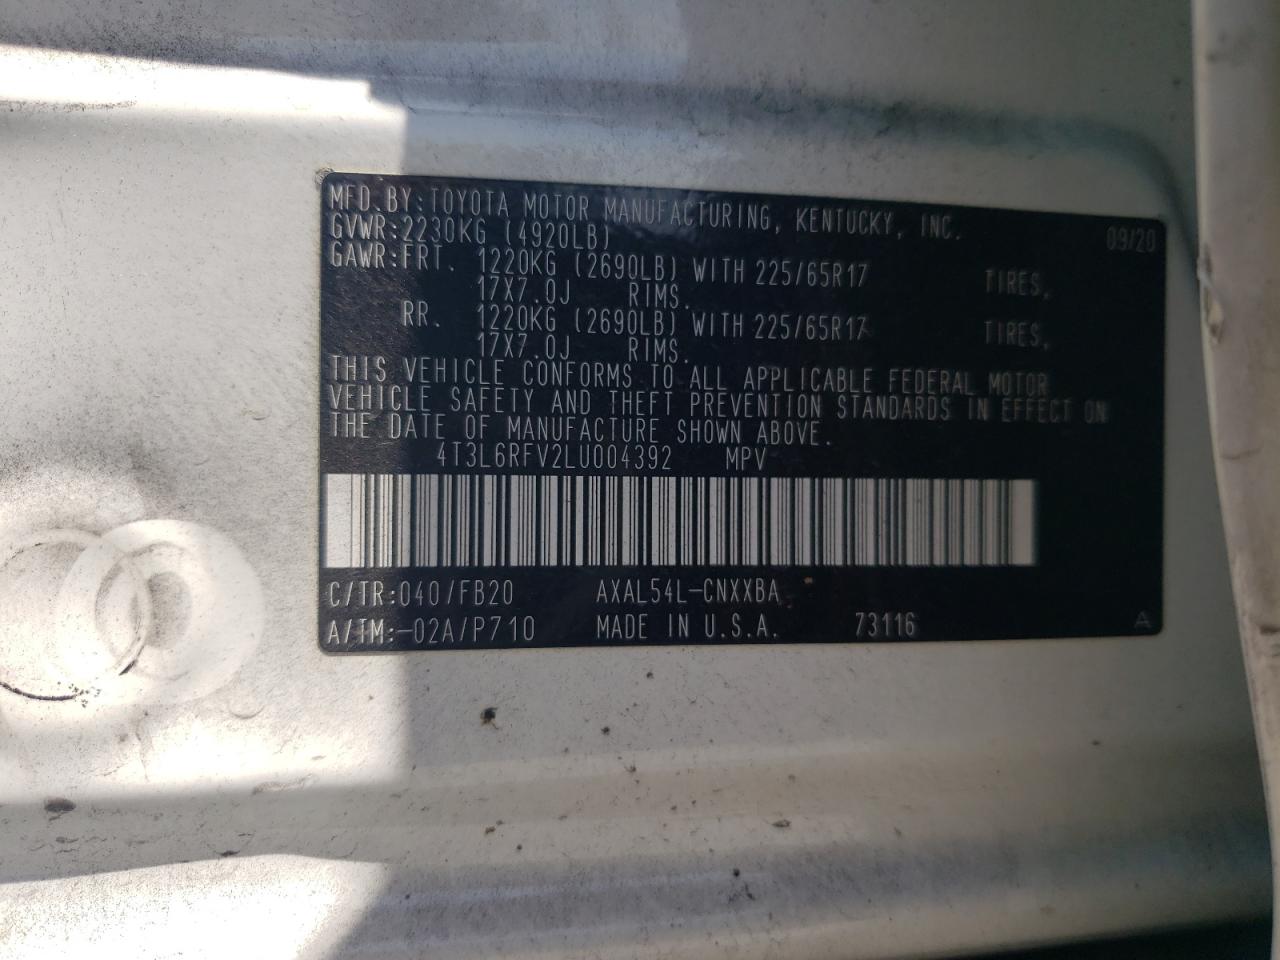 MFD.BY:TOYOTA MOTOR MANUFACTURING, KENTUCKY, INC. 09/20
GVWR:2230KG (4920LB)
GAWR:FRT. 1220KG (2690LB) WITH 225/65R17 TIRES,
17X7.0J RIMS.
RR. 1220KG (2690LB) WITH 225/65R17 TIRES,
17X7.0J RIMS.
THIS VEHICLE CONFORMS TO ALL APPLICABLE FEDERAL MOTOR
VEHICLE SAFETY AND THEFT PREVENTION STANDARDS IN EFFECT ON
THE DATE OF MANUFACTURE SHOWN ABOVE.
4T3L6RFV2LU004392 MPV
C/TR:040/FB20 AXAL54L-CNXXBA
A/TM:-02A/P710 MADE IN U.S.A. 73116 A